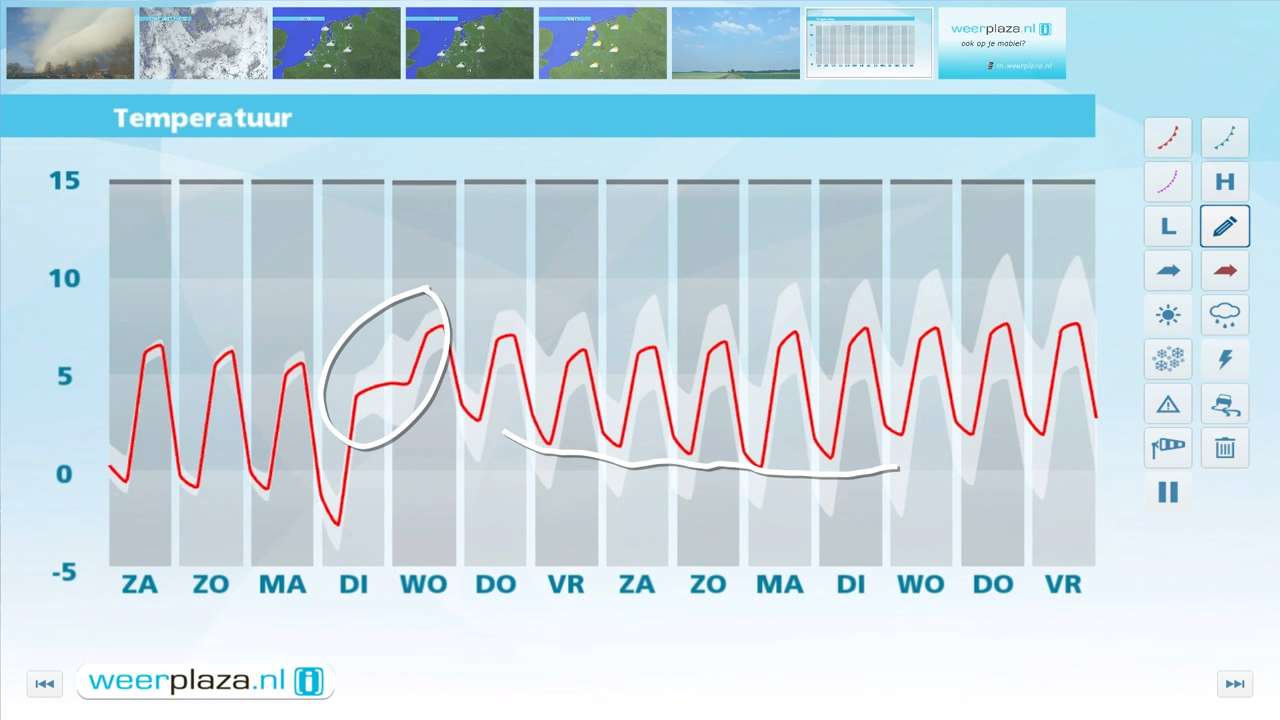 weerplaza.nl i
ook op je mobiel?
m.weerplaza.nl
Temperatuur
15
10
5
0
-5
ZA ZO MA DI WO DO VR ZA ZO MA DI WO DO VR
H
L
weerplaza.nl i